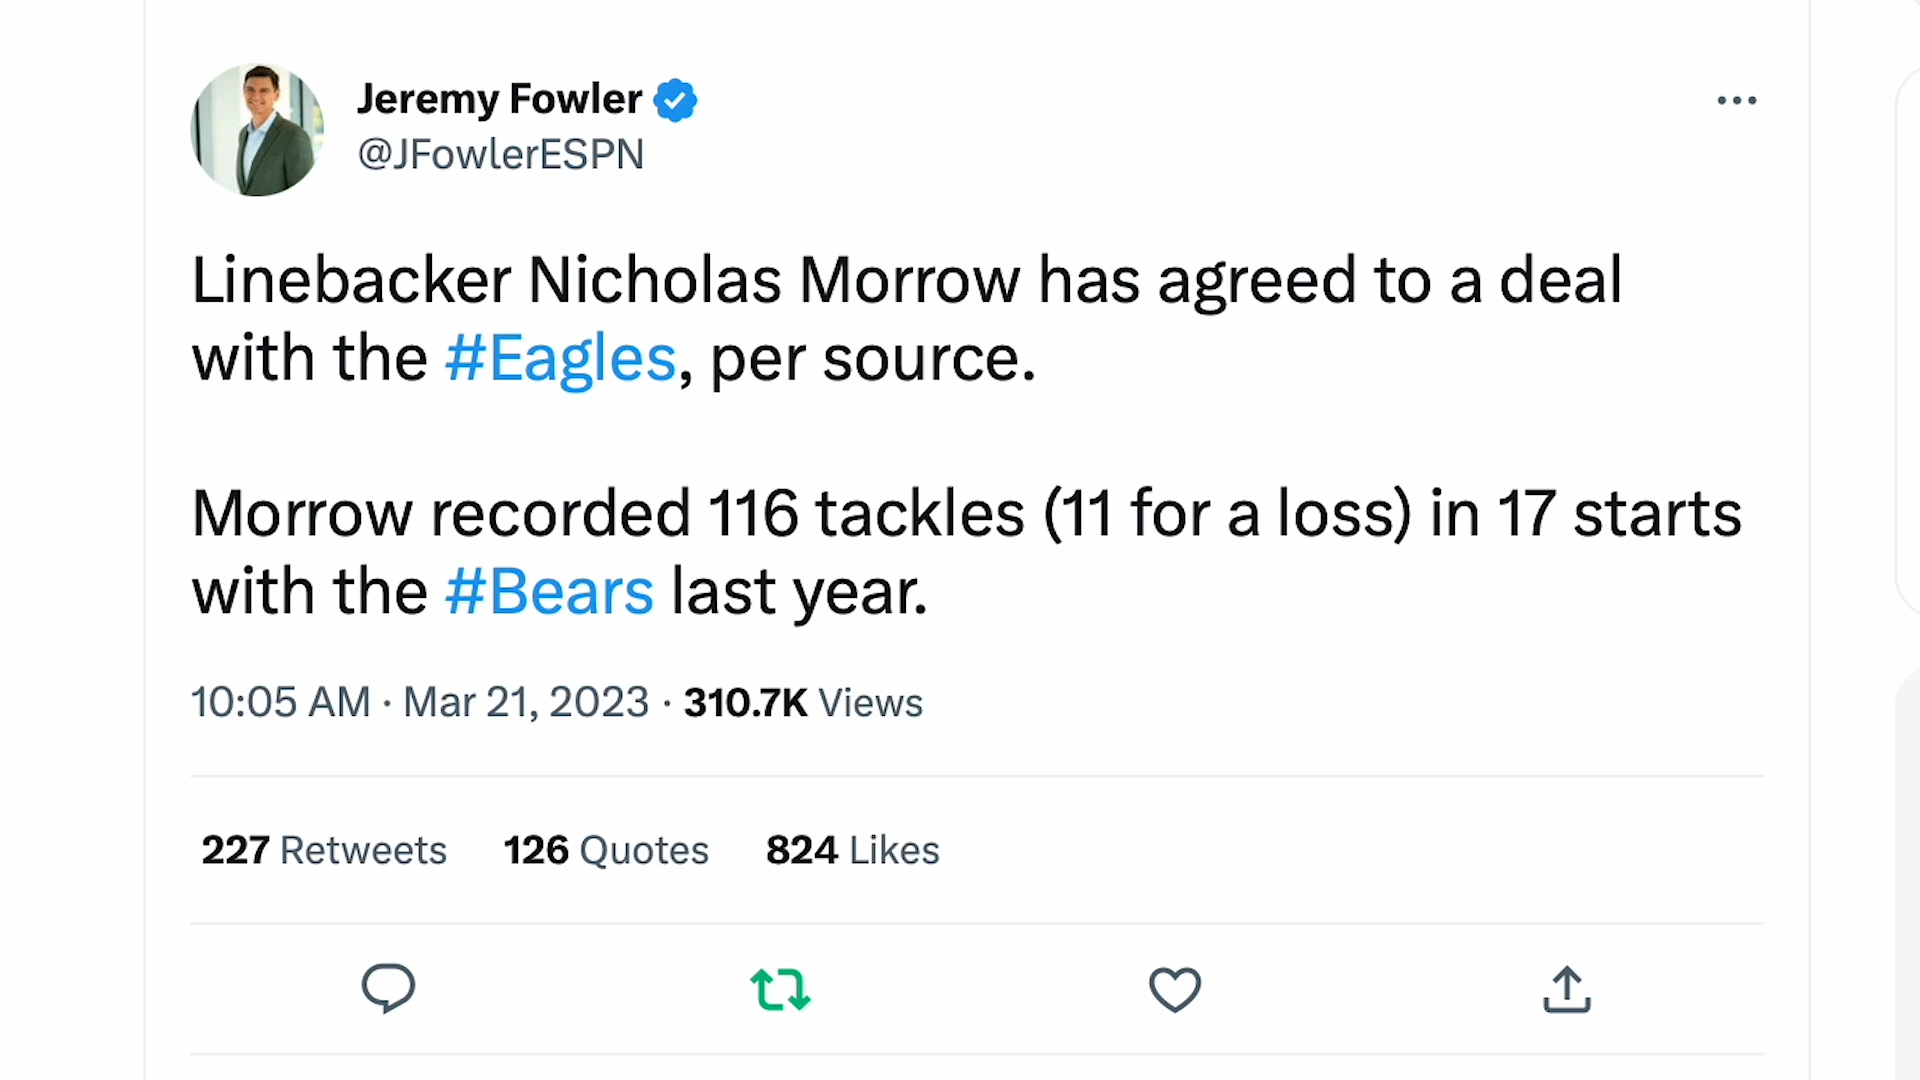 Jeremy Fowler
@JFowlerESPN
Linebacker Nicholas Morrow has agreed to a deal
with the #Eagles, per source.
Morrow recorded 116 tackles (11 for a loss) in 17 starts
with the #Bears last year.
10:05 AM · Mar 21, 2023 · 310.7K Views
227 Retweets 126 Quotes 824 Likes